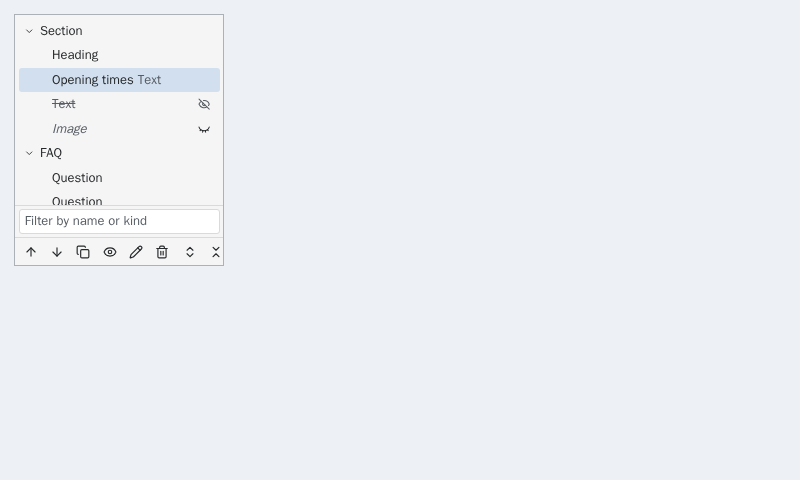 Section
Heading
Opening times Text
Text
Image
FAQ
Question
Question
Filter by name or kind